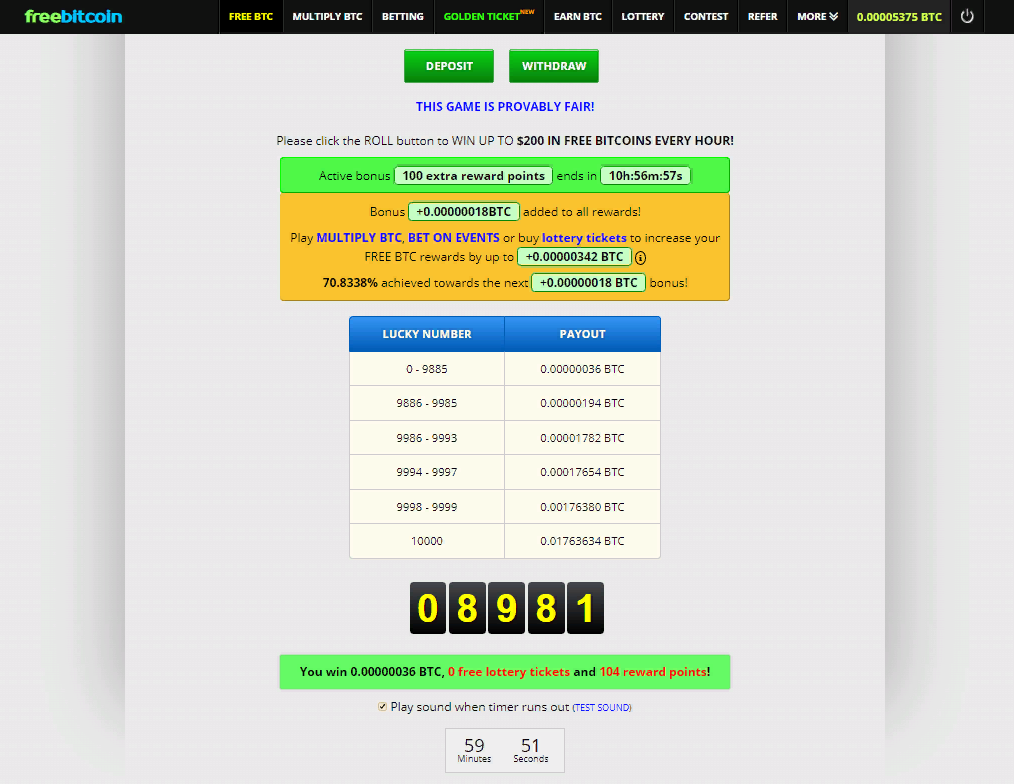 freebitcoin FREE BTC MULTIPLY BTC BETTING GOLDEN TICKET NEW EARN BTC LOTTERY CONTEST REFER MORE 0.00005375 BTC
DEPOSIT WITHDRAW
THIS GAME IS PROVABLY FAIR!
Please click the ROLL button to WIN UP TO $200 IN FREE BITCOINS EVERY HOUR!
Active bonus 100 extra reward points ends in 10h:56m:57s
Bonus +0.00000018BTC added to all rewards!
Play MULTIPLY BTC, BET ON EVENTS or buy lottery tickets to increase your
FREE BTC rewards by up to +0.00000342 BTC
70.8338% achieved towards the next +0.00000018 BTC bonus!
LUCKY NUMBER PAYOUT
0 - 9885 0.00000036 BTC
9886 - 9985 0.00000194 BTC
9986 - 9993 0.00001782 BTC
9994 - 9997 0.00017654 BTC
9998 - 9999 0.00176380 BTC
10000 0.01763634 BTC
0 8 9 8 1
You win 0.00000036 BTC, 0 free lottery tickets and 104 reward points!
Play sound when timer runs out (TEST SOUND)
59 51
Minutes Seconds